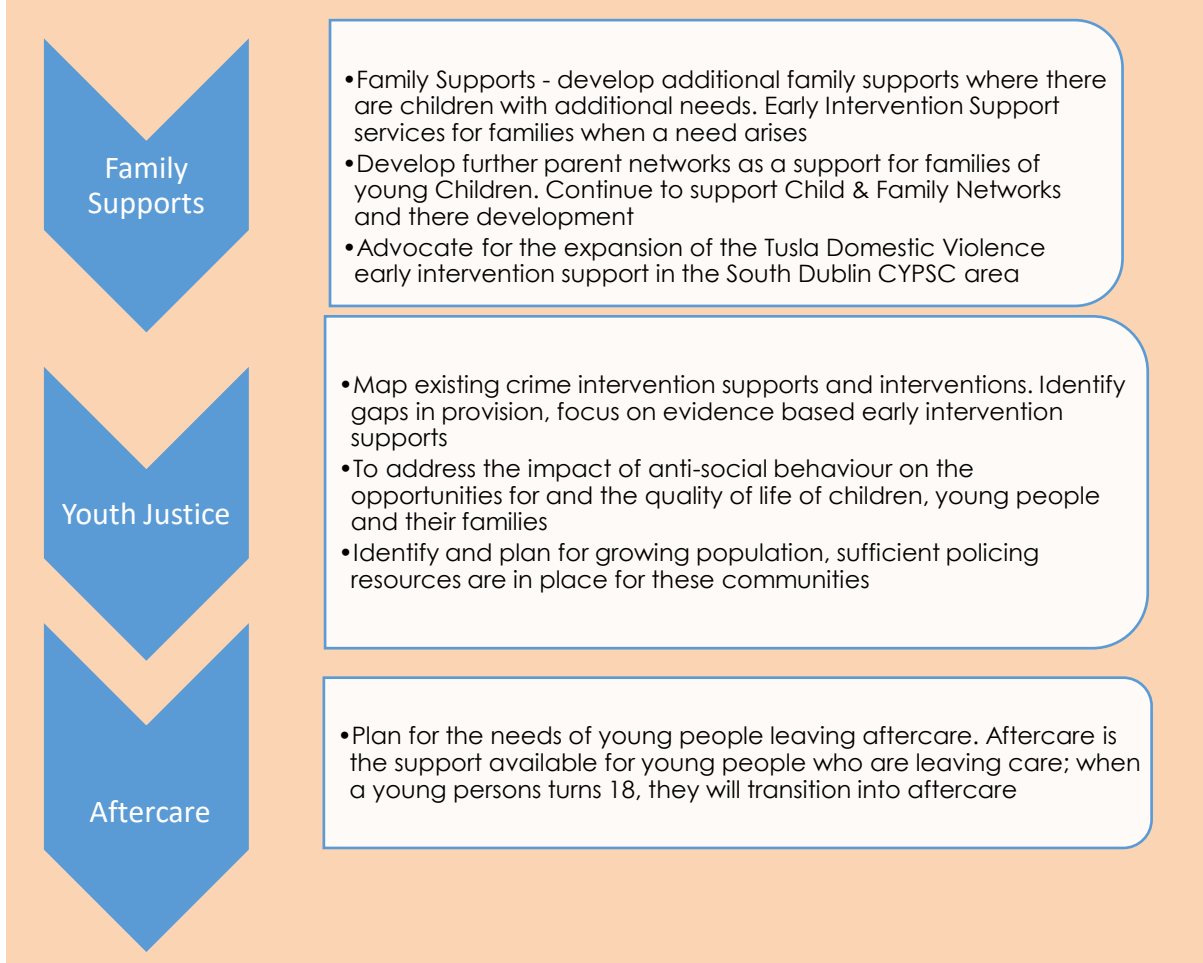 Family
Supports
•Family Supports - develop additional family supports where there
are children with additional needs. Early Intervention Support
services for families when a need arises
•Develop further parent networks as a support for families of
young Children. Continue to support Child & Family Networks
and there development
•Advocate for the expansion of the Tusla Domestic Violence
early intervention support in the South Dublin CYPSC area
Youth Justice
•Map existing crime intervention supports and interventions. Identify
gaps in provision, focus on evidence based early intervention
supports
•To address the impact of anti-social behaviour on the
opportunities for and the quality of life of children, young people
and their families
•Identify and plan for growing population, sufficient policing
resources are in place for these communities
Aftercare
•Plan for the needs of young people leaving aftercare. Aftercare is
the support available for young people who are leaving care; when
a young persons turns 18, they will transition into aftercare